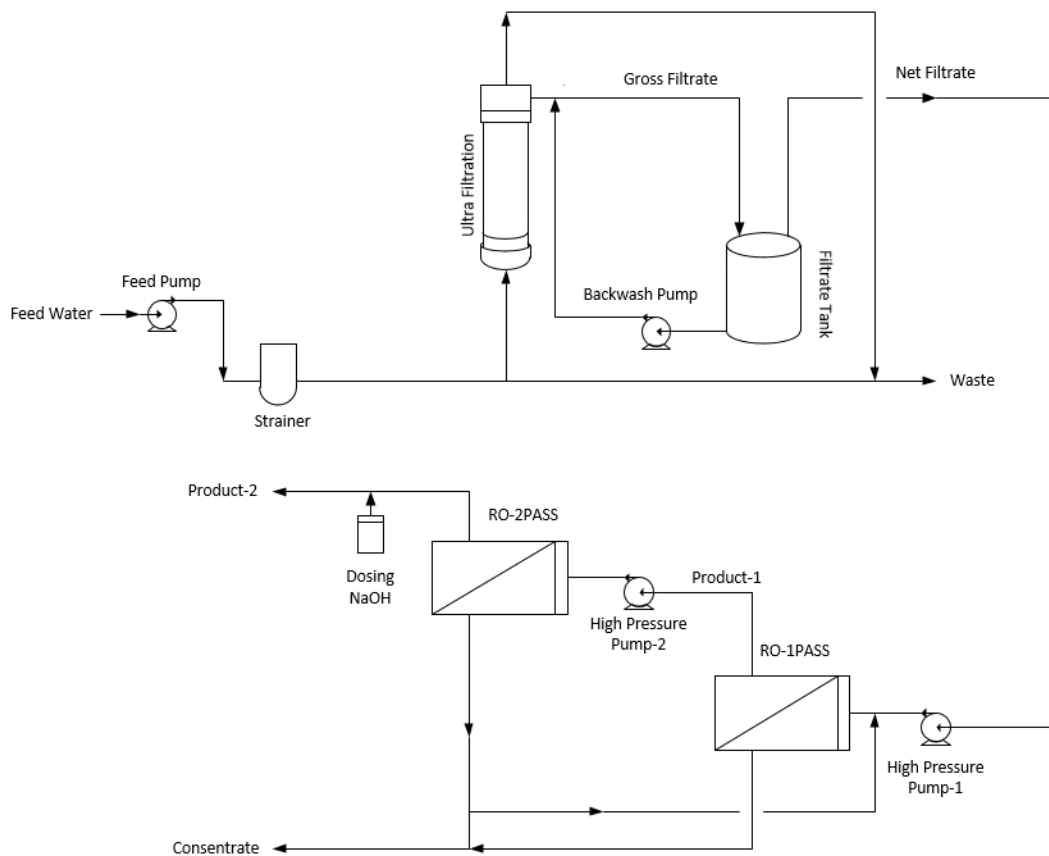 Gross Filtrate
Net Filtrate
Ultra Filtration
Filtrate Tank
Feed Pump
Feed Water
Backwash Pump
Strainer
Waste
Product-2
RO-2PASS
Dosing
NaOH
Product-1
High Pressure
Pump-2
RO-1PASS
High Pressure
Pump-1
Consentrate